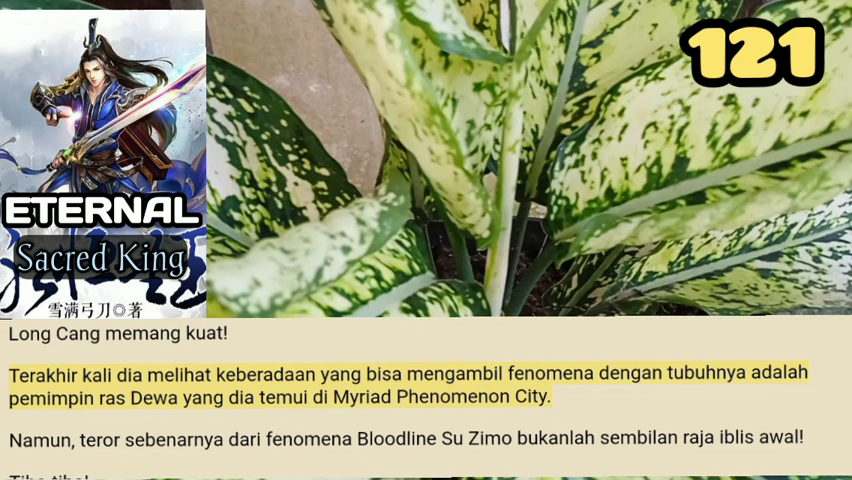 121
ETERNAL
Sacred King
雪满弓刀◎著
Long Cang memang kuat!
Terakhir kali dia melihat keberadaan yang bisa mengambil fenomena dengan tubuhnya adalah
pemimpin ras Dewa yang dia temui di Myriad Phenomenon City.
Namun, teror sebenarnya dari fenomena Bloodline Su Zimo bukanlah sembilan raja iblis awal!